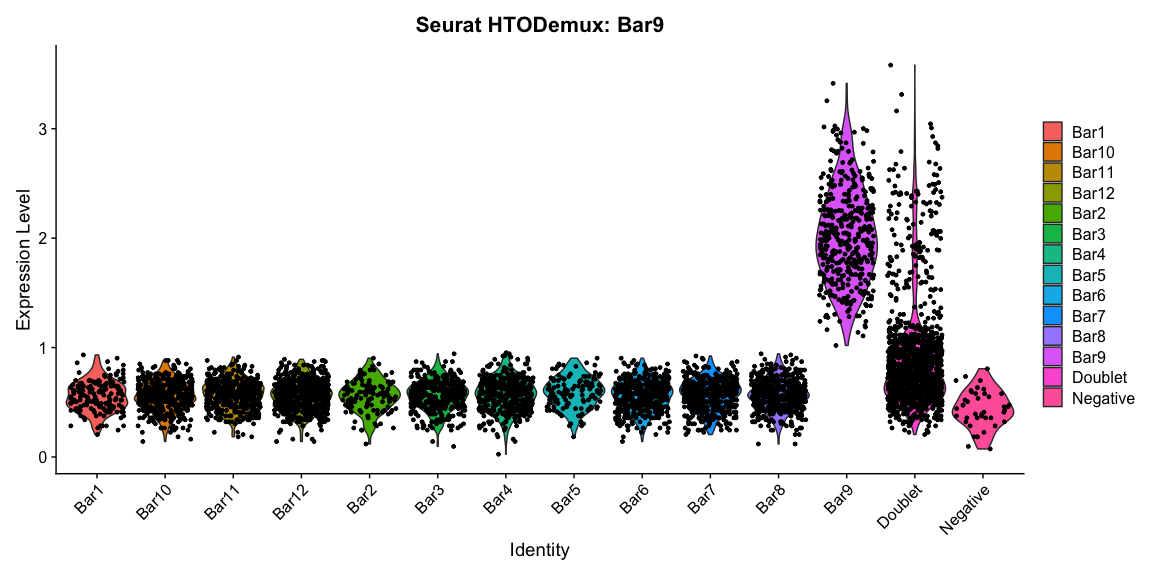 Seurat HTODemux: Bar9
Expression Level
3
2
1
0
Bar1
Bar10
Bar11
Bar12
Bar2
Bar3
Bar4
Bar5
Bar6
Bar7
Bar8
Bar9
Doublet
Negative
Identity
Bar1
Bar10
Bar11
Bar12
Bar2
Bar3
Bar4
Bar5
Bar6
Bar7
Bar8
Bar9
Doublet
Negative